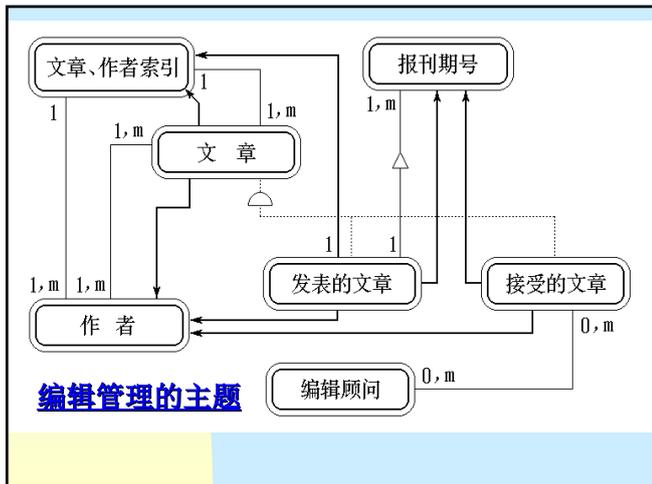 文章、作者索引
报刊期号
1
1
1,m
1,m
1,m
文 章
1
1
1,m
1,m
发表的文章
接受的文章
作 者
0,m
编辑管理的主题
编辑顾问
0,m